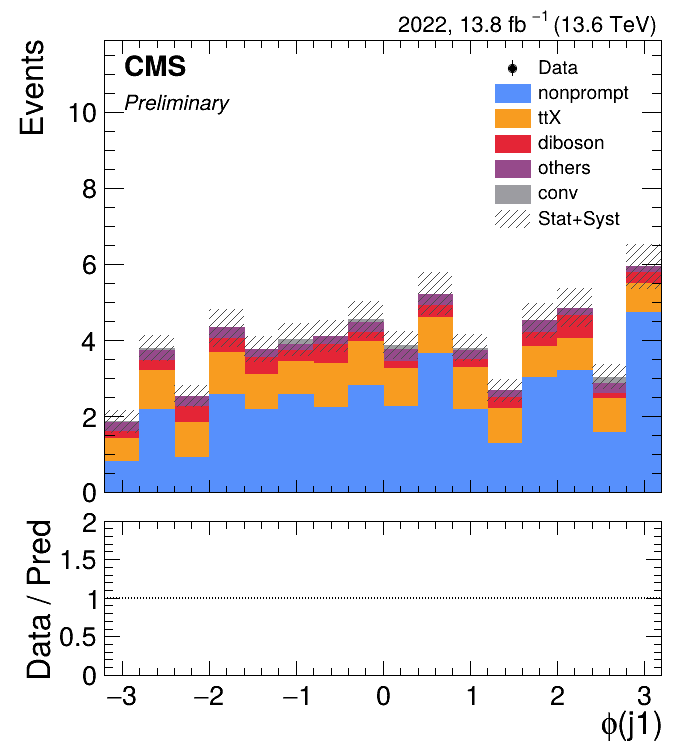 2022, 13.8 fb⁻¹ (13.6 TeV)
CMS
Preliminary
Data
nonprompt
ttX
diboson
others
conv
Stat+Syst
Events
10
8
6
4
2
0
Data / Pred
2
1.5
1
0.5
0
−3 −2 −1 0 1 2 3
ϕ(j1)